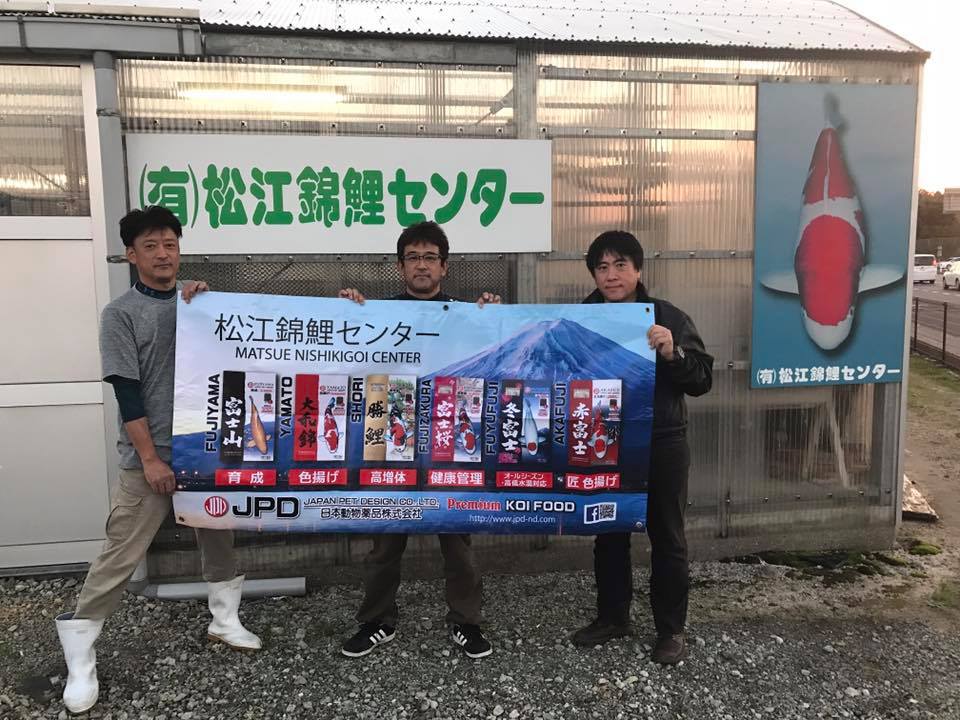 (有)松江錦鯉センター
松江錦鯉センター
MATSUE NISHIKIGOI CENTER
FUJIYAMA
富士山
YAMATO
大和錦
SHORI
勝鯉
FUJIZAKURA
富士桜
FUYUFUJI
冬富士
AKAFUJI
赤富士
育成
色揚げ
高増体
健康管理
オールシーズン
・高低水温対応
匠 色揚げ
JPD
JAPAN PET DESIGN CO., LTD.
日本動物薬品株式会社
Premium KOI FOOD
http://www.jpd-nd.com
(有)松江錦鯉センター